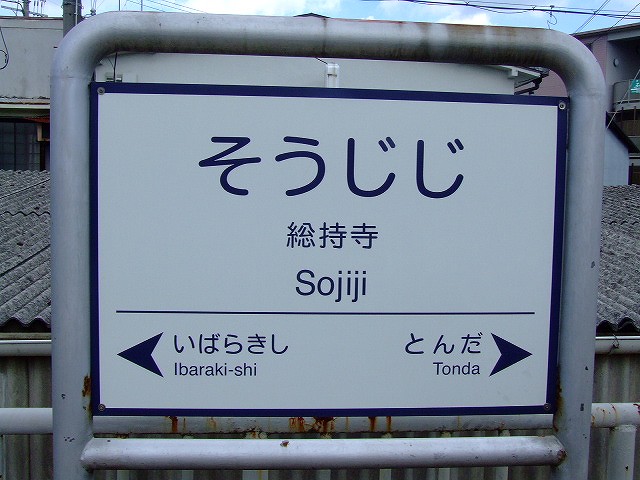 そうじじ
総持寺
Sojiji
いばらきし とんだ
Ibaraki-shi Tonda